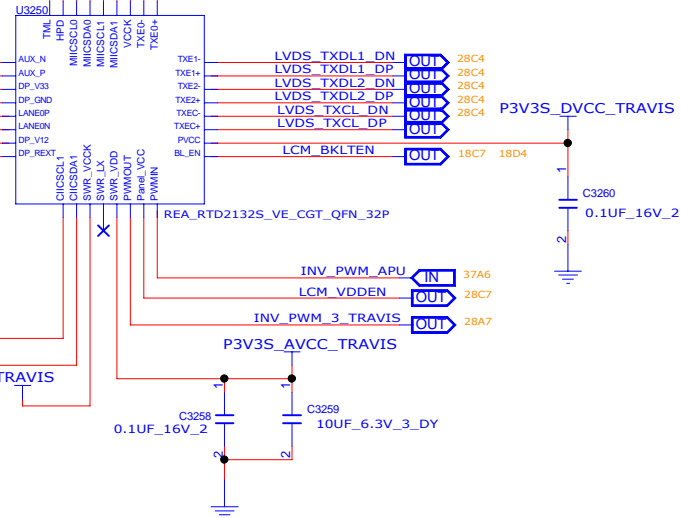 U3250
TML
HPD
MIICSCL0
MIICSDA0
MIICSCL1
MIICSDA1
VCCK
TXE0-
TXE0+
AUX_N
AUX_P
DP_V33
DP_GND
LANE0P
LANE0N
DP_V12
DP_REXT
TXE1-
TXE1+
TXE2-
TXE2+
TXEC-
TXEC+
PVCC
BL_EN
CIICSCL1
CIICSDA1
SWR_VCCK
SWR_LX
SWR_VDD
PWMOUT
Panel_VCC
PWMIN
REA_RTD2132S_VE_CGT_QFN_32P
LVDS_TXDL1_DN OUT 28C4
LVDS_TXDL1_DP OUT 28C4
LVDS_TXDL2_DN OUT 28C4
LVDS_TXDL2_DP OUT 28C4
LVDS_TXCL_DN OUT 28C4
LVDS_TXCL_DP OUT
LCM_BKLTEN OUT 18C7 18D4
P3V3S_DVCC_TRAVIS
1
C3260
0.1UF_16V_2
2
INV_PWM_APU IN 37A6
LCM_VDDEN OUT 28C7
INV_PWM_3_TRAVIS OUT 28A7
P3V3S_AVCC_TRAVIS
TRAVIS
1 1
C3258
0.1UF_16V_2
C3259
10UF_6.3V_3_DY
2 2